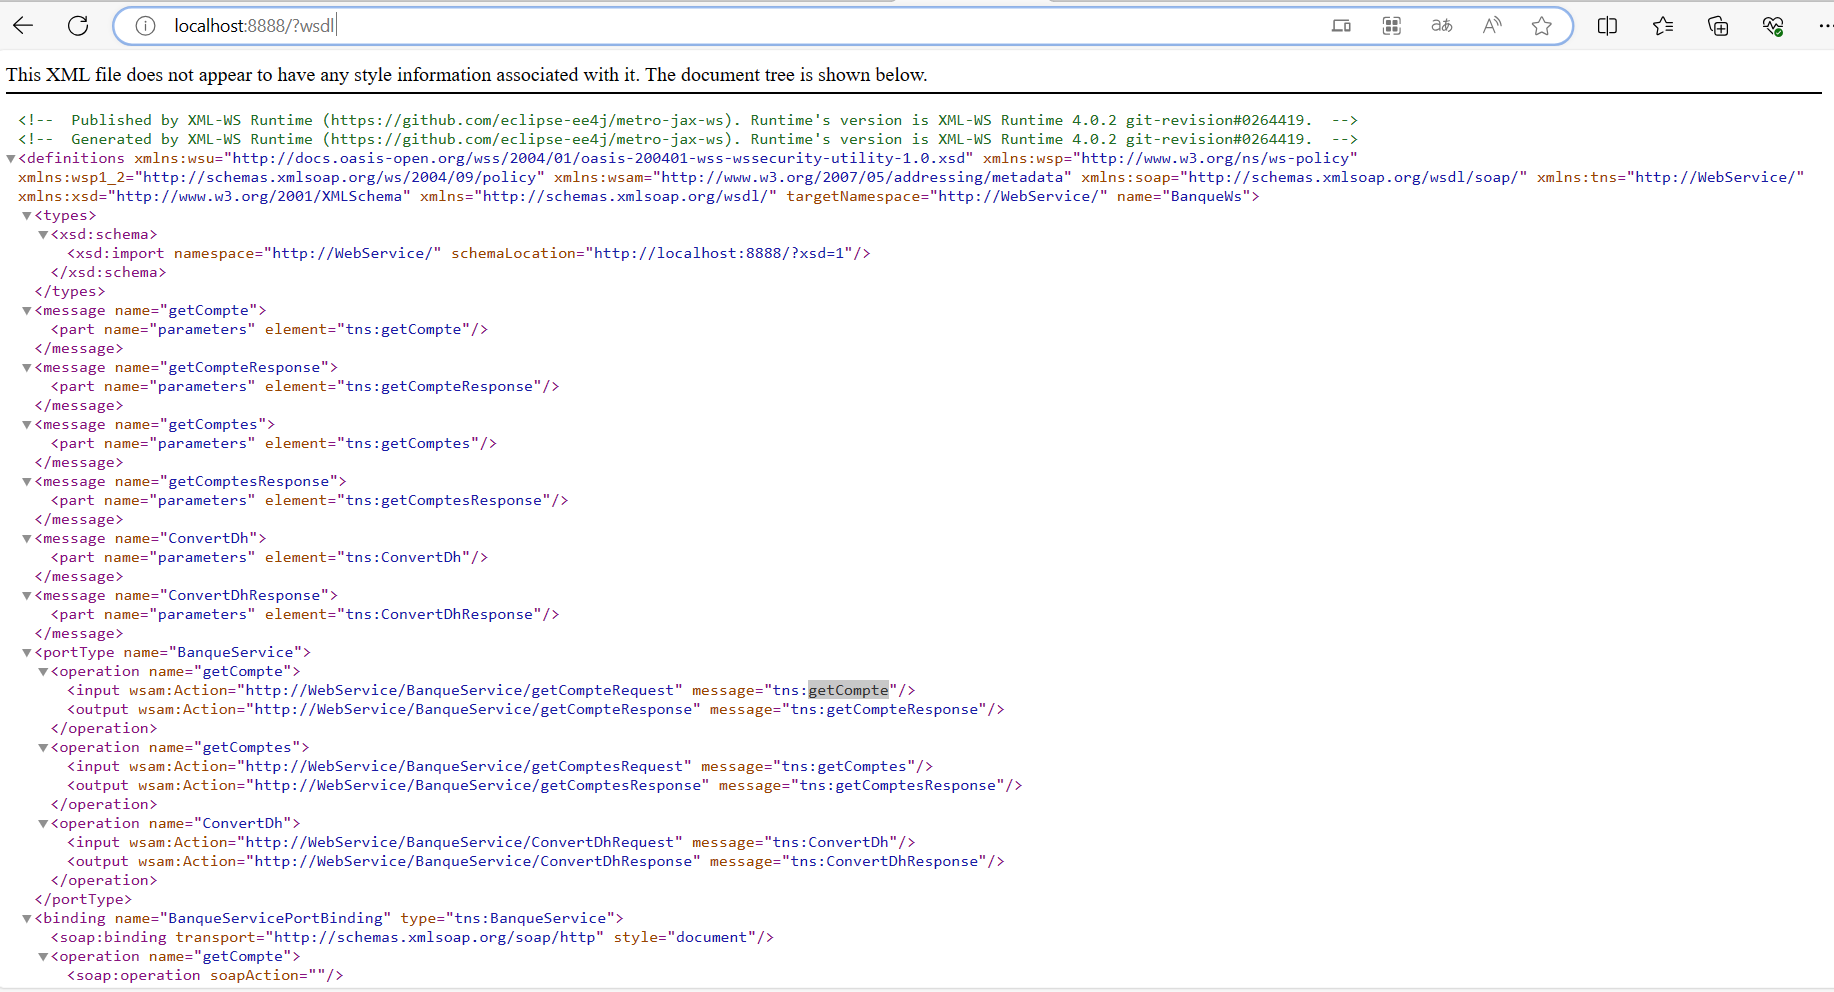 localhost:8888/?wsdl
This XML file does not appear to have any style information associated with it. The document tree is shown below.
<!--  Published by XML-WS Runtime (https://github.com/eclipse-ee4j/metro-jax-ws). Runtime's version is XML-WS Runtime 4.0.2 git-revision#0264419.  -->
<!--  Generated by XML-WS Runtime (https://github.com/eclipse-ee4j/metro-jax-ws). Runtime's version is XML-WS Runtime 4.0.2 git-revision#0264419.  -->
▼<definitions xmlns:wsu="http://docs.oasis-open.org/wss/2004/01/oasis-200401-wss-wssecurity-utility-1.0.xsd" xmlns:wsp="http://www.w3.org/ns/ws-policy"
xmlns:wsp1_2="http://schemas.xmlsoap.org/ws/2004/09/policy" xmlns:wsam="http://www.w3.org/2007/05/addressing/metadata" xmlns:soap="http://schemas.xmlsoap.org/wsdl/soap/" xmlns:tns="http://WebService/"
xmlns:xsd="http://www.w3.org/2001/XMLSchema" xmlns="http://schemas.xmlsoap.org/wsdl/" targetNamespace="http://WebService/" name="BanqueWs">
▼<types>
▼<xsd:schema>
<xsd:import namespace="http://WebService/" schemaLocation="http://localhost:8888/?xsd=1"/>
</xsd:schema>
</types>
▼<message name="getCompte">
<part name="parameters" element="tns:getCompte"/>
</message>
▼<message name="getCompteResponse">
<part name="parameters" element="tns:getCompteResponse"/>
</message>
▼<message name="getComptes">
<part name="parameters" element="tns:getComptes"/>
</message>
▼<message name="getComptesResponse">
<part name="parameters" element="tns:getComptesResponse"/>
</message>
▼<message name="ConvertDh">
<part name="parameters" element="tns:ConvertDh"/>
</message>
▼<message name="ConvertDhResponse">
<part name="parameters" element="tns:ConvertDhResponse"/>
</message>
▼<portType name="BanqueService">
▼<operation name="getCompte">
<input wsam:Action="http://WebService/BanqueService/getCompteRequest" message="tns:getCompte"/>
<output wsam:Action="http://WebService/BanqueService/getCompteResponse" message="tns:getCompteResponse"/>
</operation>
▼<operation name="getComptes">
<input wsam:Action="http://WebService/BanqueService/getComptesRequest" message="tns:getComptes"/>
<output wsam:Action="http://WebService/BanqueService/getComptesResponse" message="tns:getComptesResponse"/>
</operation>
▼<operation name="ConvertDh">
<input wsam:Action="http://WebService/BanqueService/ConvertDhRequest" message="tns:ConvertDh"/>
<output wsam:Action="http://WebService/BanqueService/ConvertDhResponse" message="tns:ConvertDhResponse"/>
</operation>
</portType>
▼<binding name="BanqueServicePortBinding" type="tns:BanqueService">
<soap:binding transport="http://schemas.xmlsoap.org/soap/http" style="document"/>
▼<operation name="getCompte">
<soap:operation soapAction=""/>